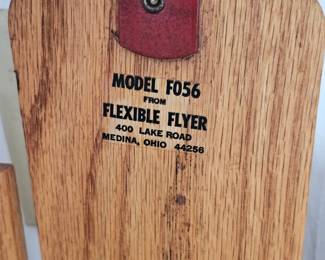 MODEL F056
FROM
FLEXIBLE FLYER
400 LAKE ROAD
MEDINA, OHIO 44256